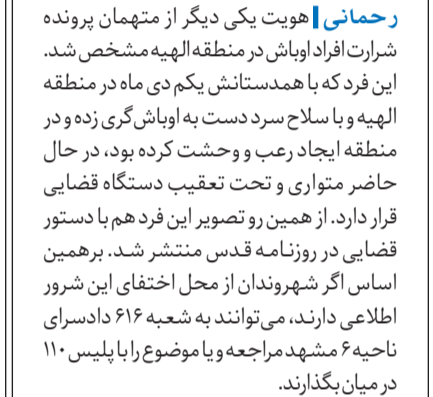 رحمانی | هویت یکی دیگر از متهمان پرونده
شرارت افراد اوباش در منطقه الهیه مشخص شد.
این فرد که با همدستانش یکم دی ماه در منطقه
الهیه و با سلاح سرد دست به اوباش‌گری زده و در
منطقه ایجاد رعب و وحشت کرده بود، در حال
حاضر متواری و تحت تعقیب دستگاه قضایی
قرار دارد. از همین رو تصویر این فرد هم با دستور
قضایی در روزنامه قدس منتشر شد. برهمین
اساس اگر شهروندان از محل اختفای این شرور
اطلاعی دارند، می‌توانند به شعبه ۶۱۶ دادسرای
ناحیه ۶ مشهد مراجعه و یا موضوع را با پلیس ۱۱۰
در میان بگذارند.